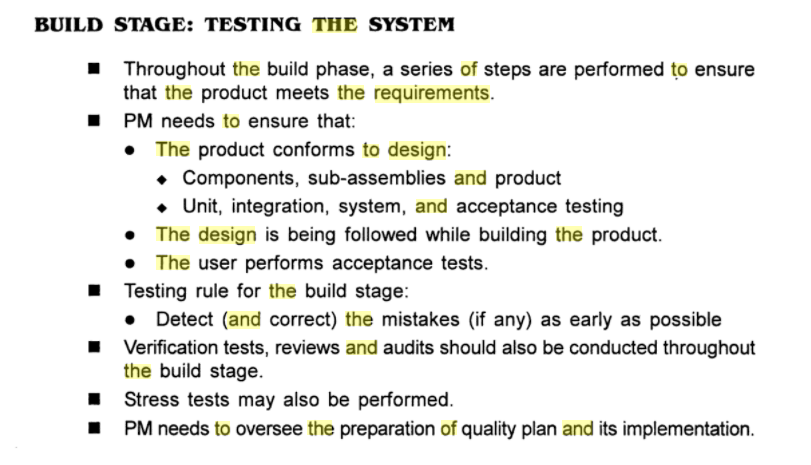 BUILD STAGE: TESTING THE SYSTEM
■ Throughout the build phase, a series of steps are performed to ensure
that the product meets the requirements.
■ PM needs to ensure that:
● The product conforms to design:
◆ Components, sub-assemblies and product
◆ Unit, integration, system, and acceptance testing
● The design is being followed while building the product.
● The user performs acceptance tests.
■ Testing rule for the build stage:
● Detect (and correct) the mistakes (if any) as early as possible
■ Verification tests, reviews and audits should also be conducted throughout
the build stage.
■ Stress tests may also be performed.
■ PM needs to oversee the preparation of quality plan and its implementation.